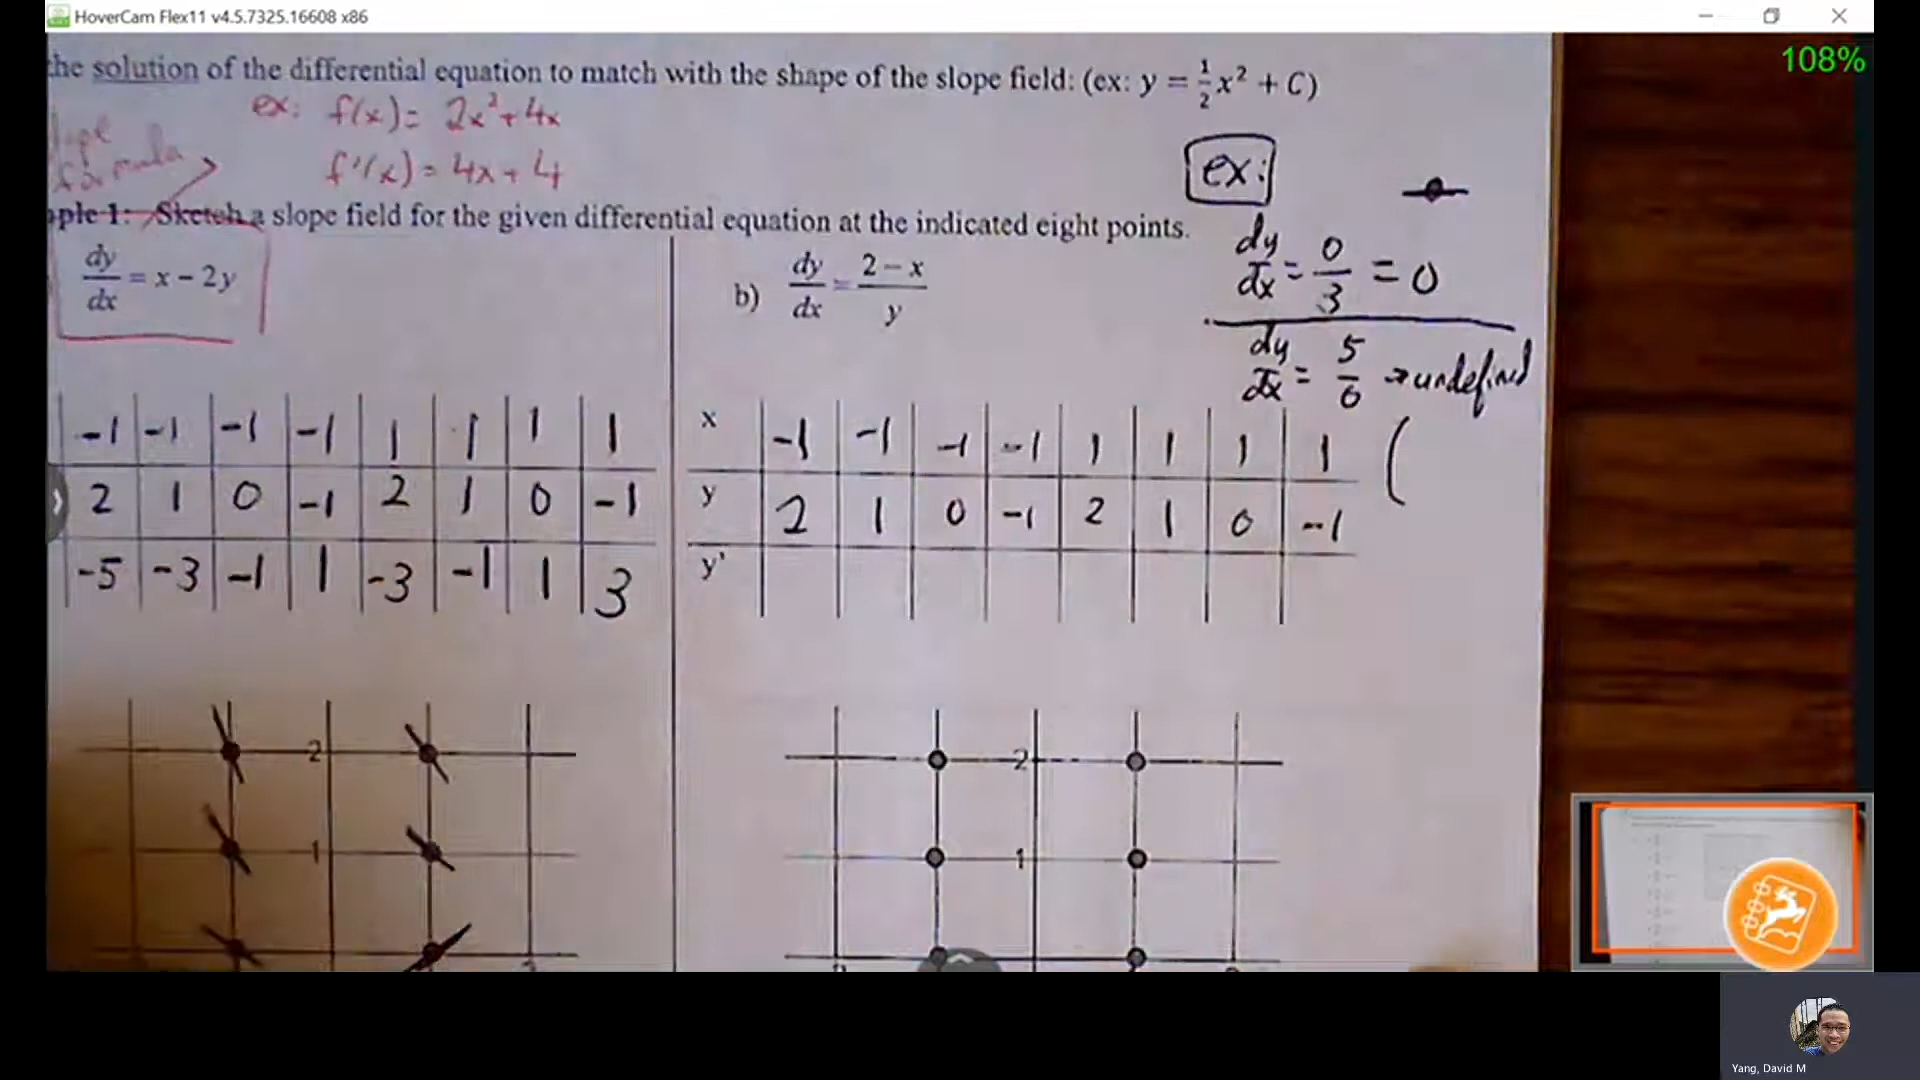 HoverCam Flex11 v4.5.7325.16608 x86
108%
the solution of the differential equation to match with the shape of the slope field: (ex: y = 1/2 x² + C)
ex: f(x) = 2x² + 4x
f'(x) = 4x + 4
formula
ex:
ple 1: Sketch a slope field for the given differential equation at the indicated eight points.
dy/dx = x - 2y
b) dy/dx = 2 - x / y
dy/dx = 0/3 = 0
dy/dx = 5/0 → undefined
-1 -1 -1 -1 1 1 1 1
2 1 0 -1 2 1 0 -1
-5 -3 -1 1 -3 -1 1 3
x -1 -1 -1 -1 1 1 1 1 (
y 2 1 0 -1 2 1 0 -1
y'
2
1
2
1
Yang, David M